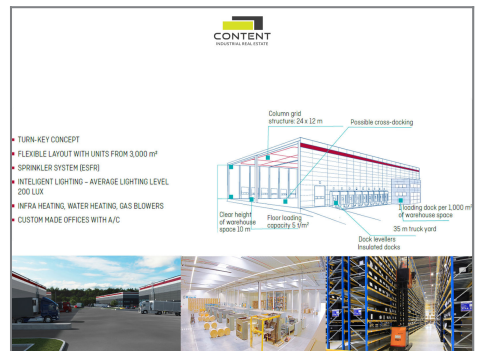 CONTENT
INDUSTRIAL REAL ESTATE
TURN-KEY CONCEPT
FLEXIBLE LAYOUT WITH UNITS FROM 3,000 m²
SPRINKLER SYSTEM (ESFR)
INTELIGENT LIGHTING – AVERAGE LIGHTING LEVEL
200 LUX
INFRA HEATING, WATER HEATING, GAS BLOWERS
CUSTOM MADE OFFICES WITH A/C
Column grid
structure: 24 x 12 m
Possible cross-docking
Clear height
of warehouse
space 10 m
Floor loading
capacity 5 t/m²
1 loading dock per 1,000 m²
of warehouse space
35 m truck yard
Dock levellers
Insulated docks